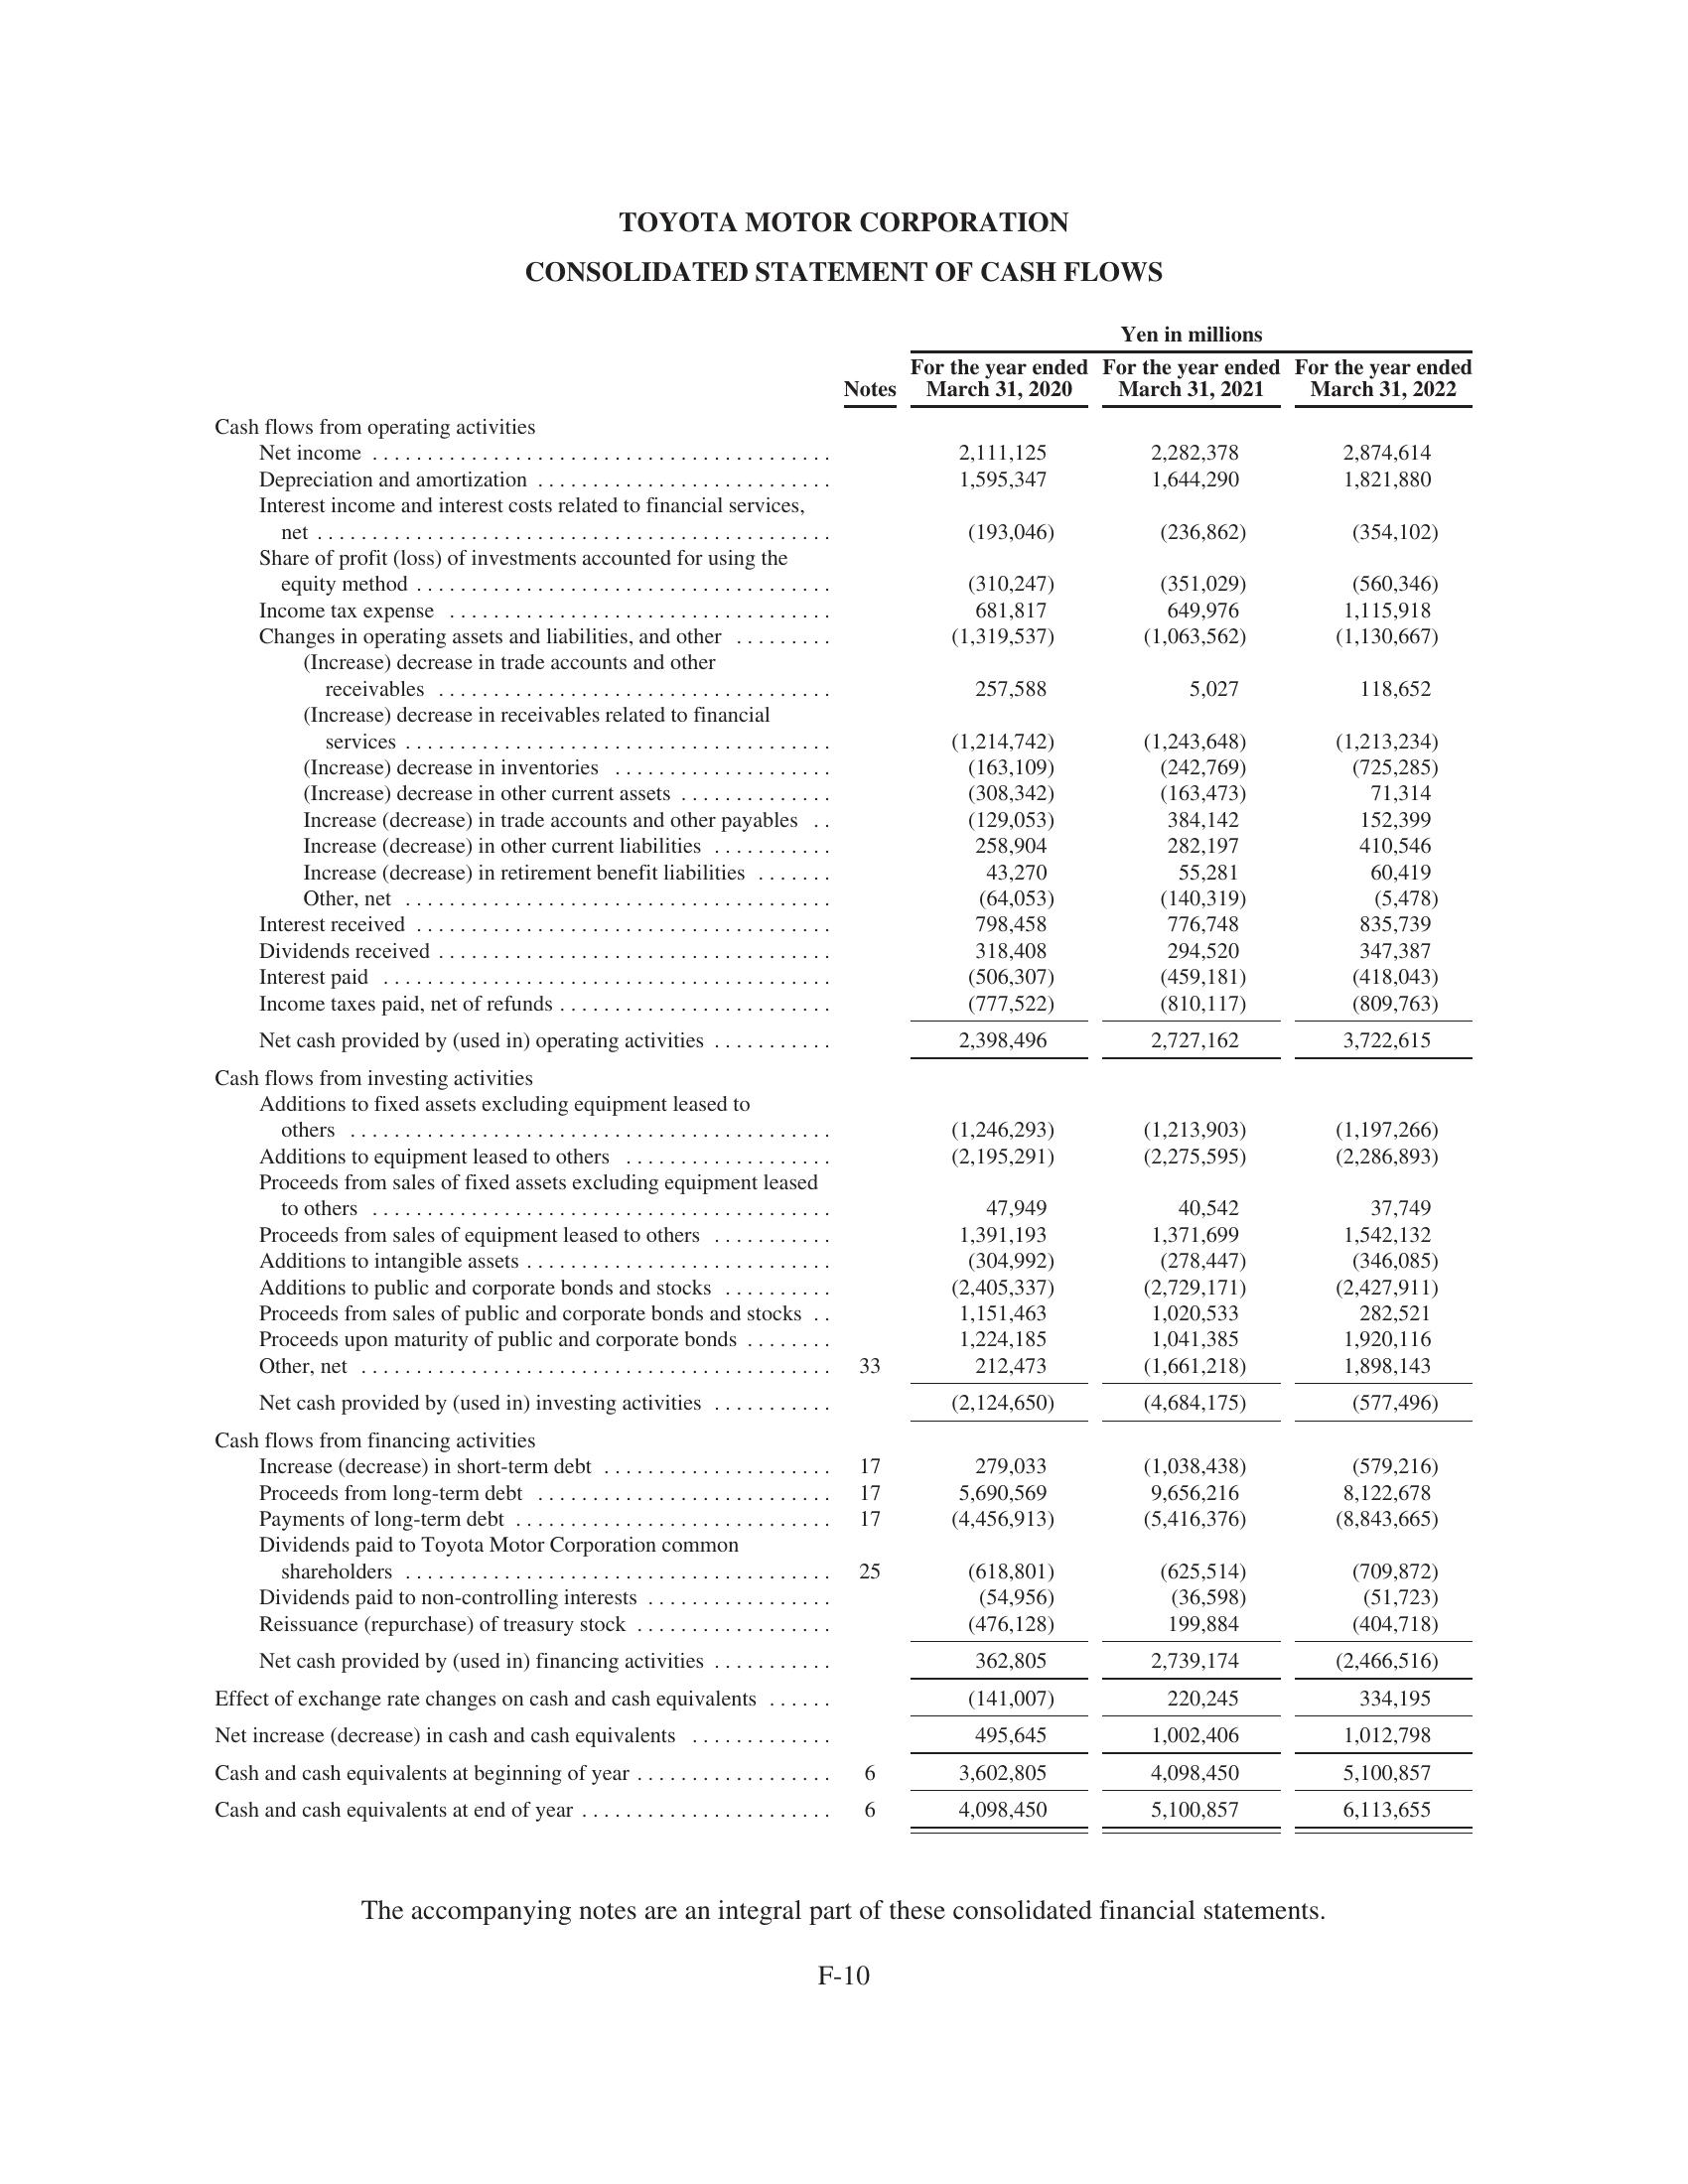 TOYOTA MOTOR CORPORATION
CONSOLIDATED STATEMENT OF CASH FLOWS
Yen in millions
Notes For the year ended March 31, 2020 For the year ended March 31, 2021 For the year ended March 31, 2022
Cash flows from operating activities
Net income 2,111,125 2,282,378 2,874,614
Depreciation and amortization 1,595,347 1,644,290 1,821,880
Interest income and interest costs related to financial services,
net (193,046) (236,862) (354,102)
Share of profit (loss) of investments accounted for using the
equity method (310,247) (351,029) (560,346)
Income tax expense 681,817 649,976 1,115,918
Changes in operating assets and liabilities, and other (1,319,537) (1,063,562) (1,130,667)
(Increase) decrease in trade accounts and other
receivables 257,588 5,027 118,652
(Increase) decrease in receivables related to financial
services (1,214,742) (1,243,648) (1,213,234)
(Increase) decrease in inventories (163,109) (242,769) (725,285)
(Increase) decrease in other current assets (308,342) (163,473) 71,314
Increase (decrease) in trade accounts and other payables (129,053) 384,142 152,399
Increase (decrease) in other current liabilities 258,904 282,197 410,546
Increase (decrease) in retirement benefit liabilities 43,270 55,281 60,419
Other, net (64,053) (140,319) (5,478)
Interest received 798,458 776,748 835,739
Dividends received 318,408 294,520 347,387
Interest paid (506,307) (459,181) (418,043)
Income taxes paid, net of refunds (777,522) (810,117) (809,763)
Net cash provided by (used in) operating activities 2,398,496 2,727,162 3,722,615
Cash flows from investing activities
Additions to fixed assets excluding equipment leased to
others (1,246,293) (1,213,903) (1,197,266)
Additions to equipment leased to others (2,195,291) (2,275,595) (2,286,893)
Proceeds from sales of fixed assets excluding equipment leased
to others 47,949 40,542 37,749
Proceeds from sales of equipment leased to others 1,391,193 1,371,699 1,542,132
Additions to intangible assets (304,992) (278,447) (346,085)
Additions to public and corporate bonds and stocks (2,405,337) (2,729,171) (2,427,911)
Proceeds from sales of public and corporate bonds and stocks 1,151,463 1,020,533 282,521
Proceeds upon maturity of public and corporate bonds 1,224,185 1,041,385 1,920,116
Other, net 33 212,473 (1,661,218) 1,898,143
Net cash provided by (used in) investing activities (2,124,650) (4,684,175) (577,496)
Cash flows from financing activities
Increase (decrease) in short-term debt 17 279,033 (1,038,438) (579,216)
Proceeds from long-term debt 17 5,690,569 9,656,216 8,122,678
Payments of long-term debt 17 (4,456,913) (5,416,376) (8,843,665)
Dividends paid to Toyota Motor Corporation common
shareholders 25 (618,801) (625,514) (709,872)
Dividends paid to non-controlling interests (54,956) (36,598) (51,723)
Reissuance (repurchase) of treasury stock (476,128) 199,884 (404,718)
Net cash provided by (used in) financing activities 362,805 2,739,174 (2,466,516)
Effect of exchange rate changes on cash and cash equivalents (141,007) 220,245 334,195
Net increase (decrease) in cash and cash equivalents 495,645 1,002,406 1,012,798
Cash and cash equivalents at beginning of year 6 3,602,805 4,098,450 5,100,857
Cash and cash equivalents at end of year 6 4,098,450 5,100,857 6,113,655
The accompanying notes are an integral part of these consolidated financial statements.
F-10